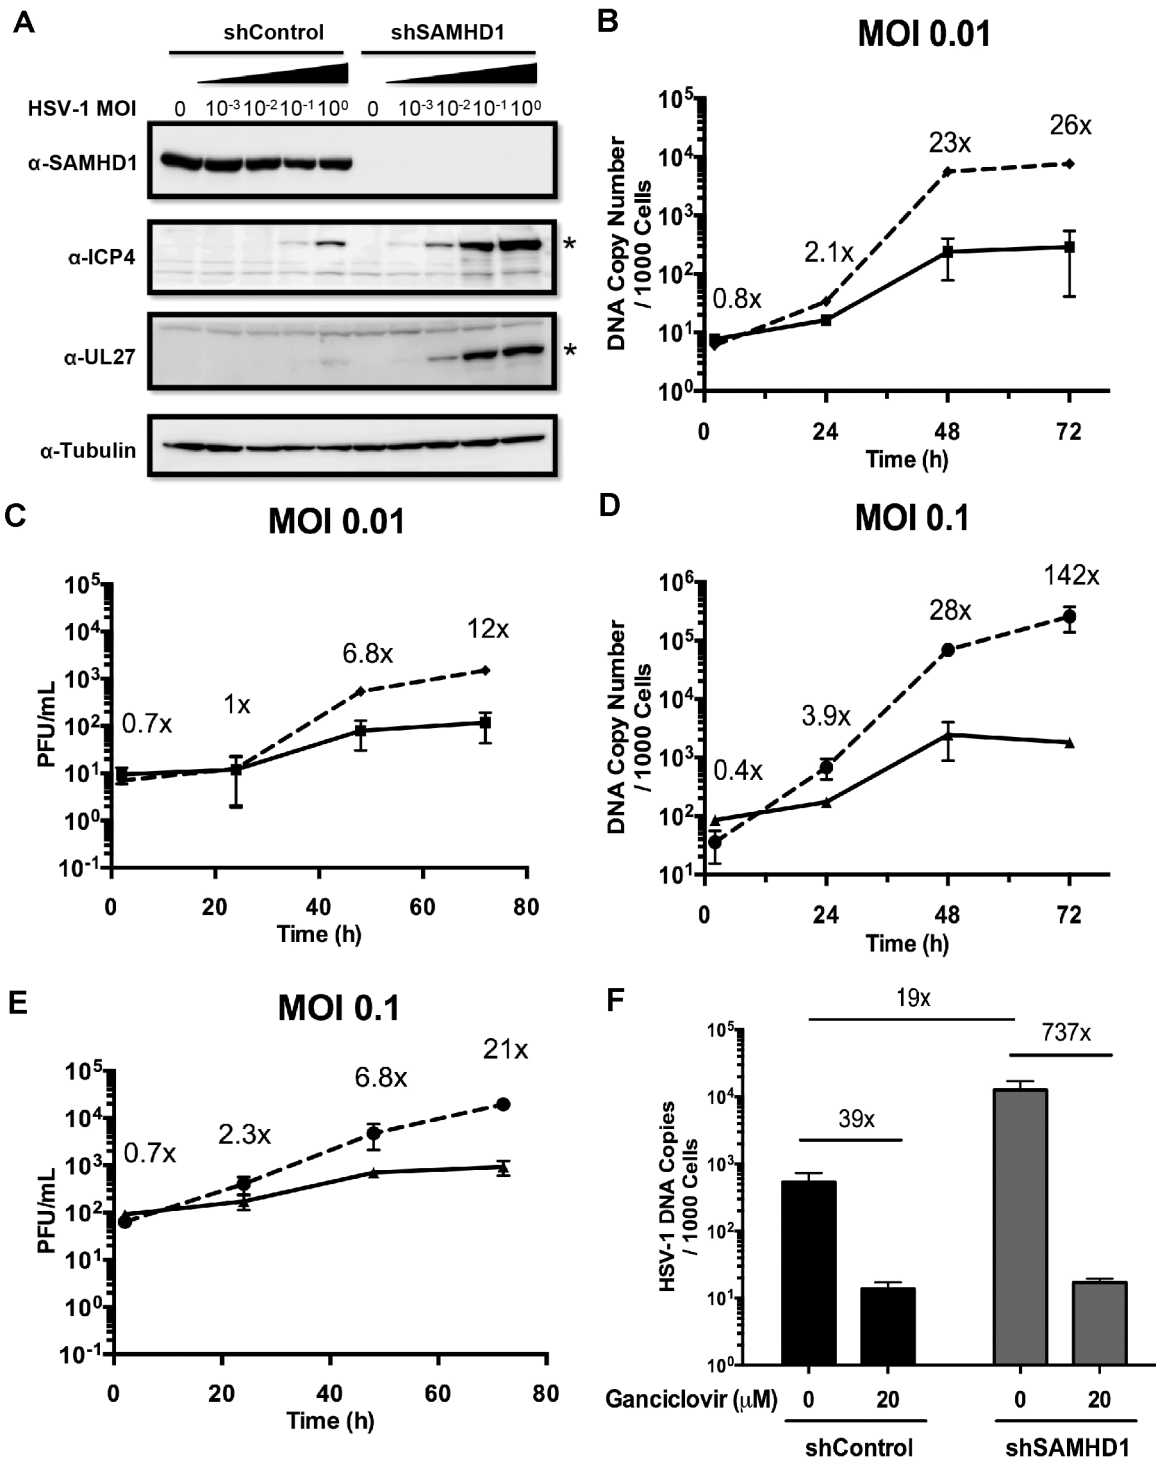 A
shControl shSAMHD1
HSV-1 MOI 0 10⁻³ 10⁻² 10⁻¹ 10⁰ 0 10⁻³ 10⁻² 10⁻¹ 10⁰
α-SAMHD1
α-ICP4 *
α-UL27 *
α-Tubulin
B
MOI 0.01
DNA Copy Number
/ 1000 Cells
10⁵
10⁴
10³
10²
10¹
10⁰
0.8x
2.1x
23x
26x
0 24 48 72
Time (h)
C
MOI 0.01
PFU/mL
10⁵
10⁴
10³
10²
10¹
10⁰
10⁻¹
0.7x
1x
6.8x
12x
0 20 40 60 80
Time (h)
D
MOI 0.1
DNA Copy Number
/ 1000 Cells
10⁶
10⁵
10⁴
10³
10²
10¹
0.4x
3.9x
28x
142x
0 24 48 72
Time (h)
E
MOI 0.1
PFU/mL
10⁵
10⁴
10³
10²
10¹
10⁰
10⁻¹
0.7x
2.3x
6.8x
21x
0 20 40 60 80
Time (h)
F
HSV-1 DNA Copies
/ 1000 Cells
10⁵
10⁴
10³
10²
10¹
10⁰
19x
39x
737x
Ganciclovir (μM) 0 20 0 20
shControl shSAMHD1